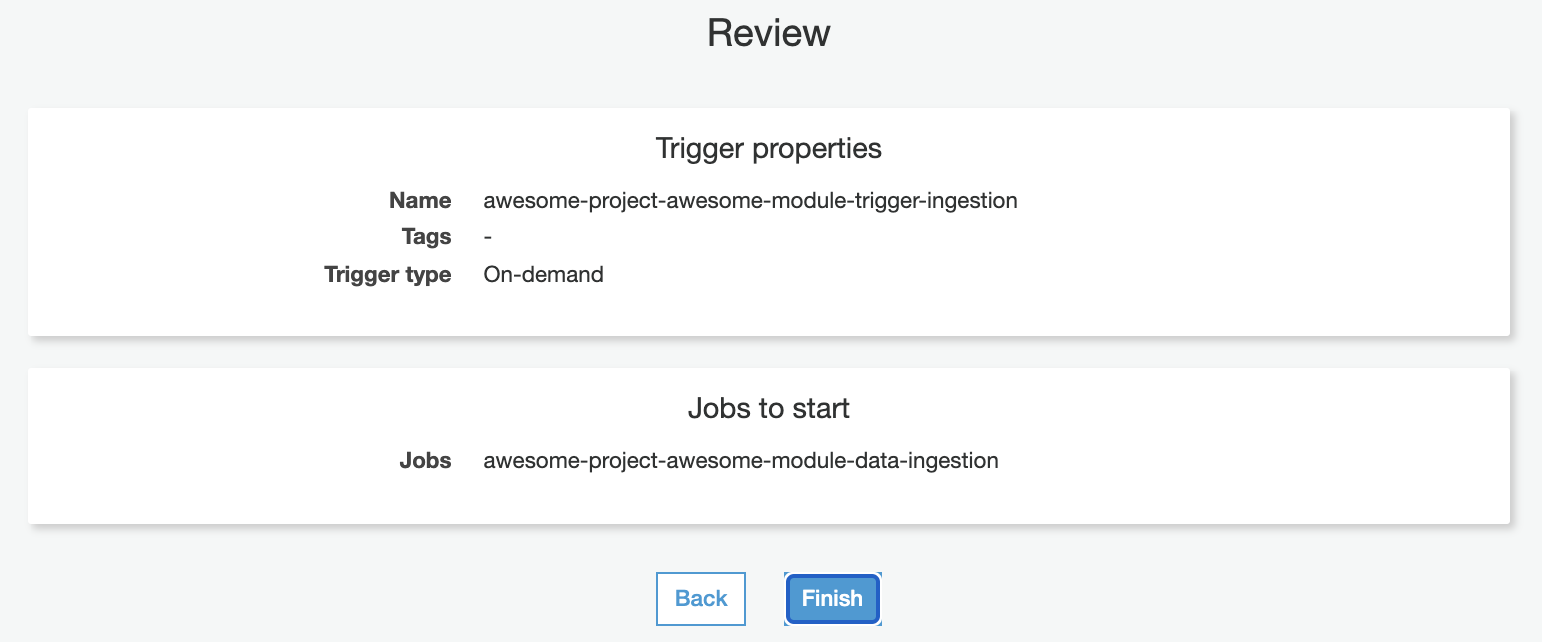 Review
Trigger properties
Name awesome-project-awesome-module-trigger-ingestion
Tags -
Trigger type On-demand
Jobs to start
Jobs awesome-project-awesome-module-data-ingestion
Back Finish